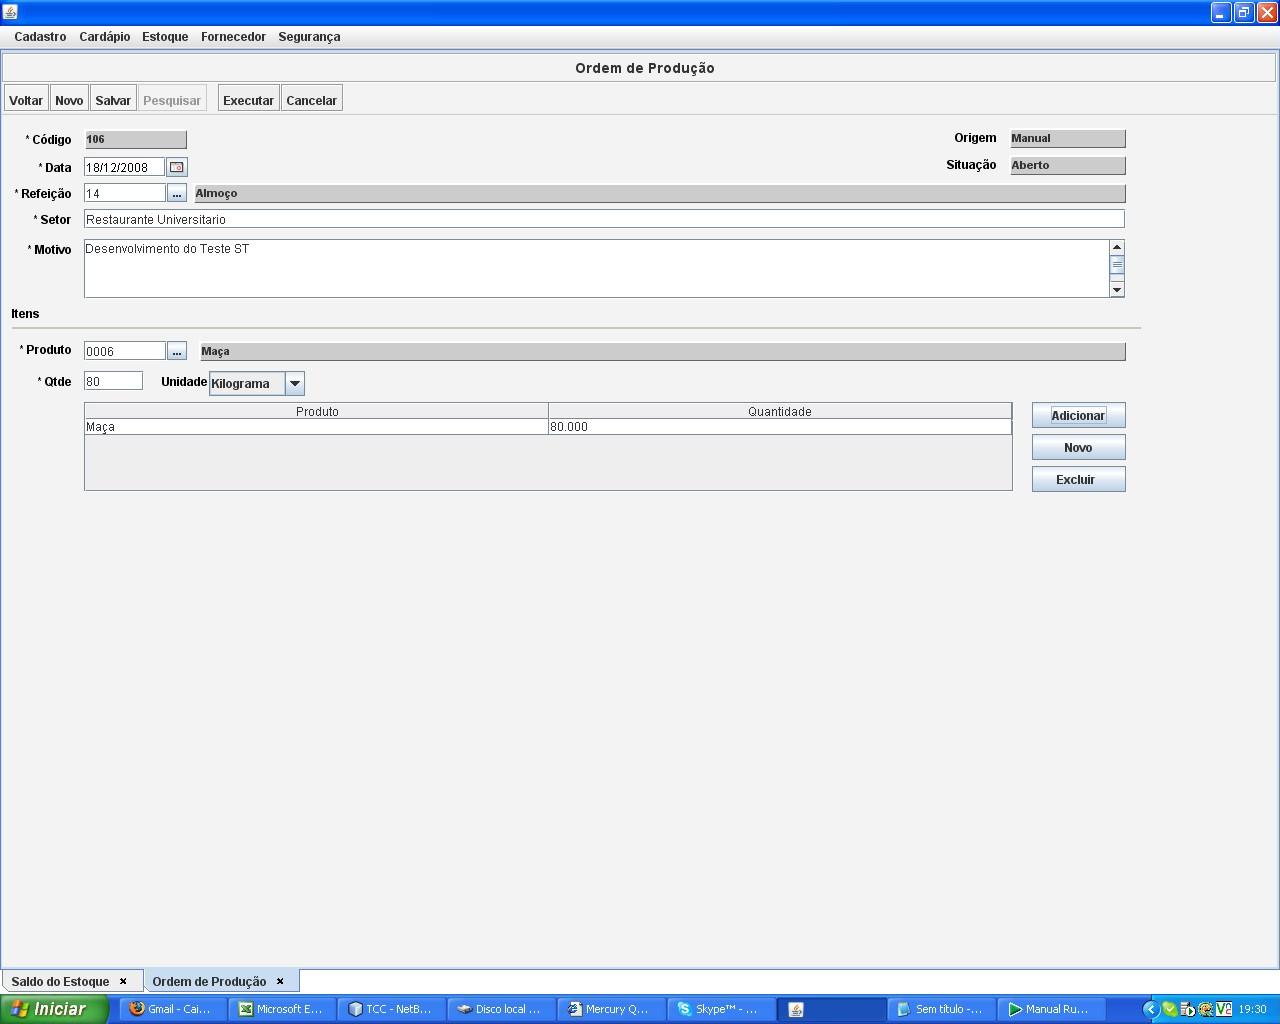 Cadastro Cardápio Estoque Fornecedor Segurança
Ordem de Produção
Voltar Novo Salvar Pesquisar Executar Cancelar
* Código 106 Origem Manual
* Data 18/12/2008 Situação Aberto
* Refeição 14 ... Almoço
* Setor Restaurante Universitario
* Motivo Desenvolvimento do Teste ST
Itens
* Produto 0006 ... Maça
* Qtde 80 Unidade Kilograma
Produto Quantidade Adicionar
Maça 80.000
Novo
Excluir
Saldo do Estoque × Ordem de Produção ×
Iniciar Gmail - Cai... Microsoft E... TCC - NetB... Disco local ... Mercury Q... Skype™ - ... Sem título -... Manual Ru... 19:30